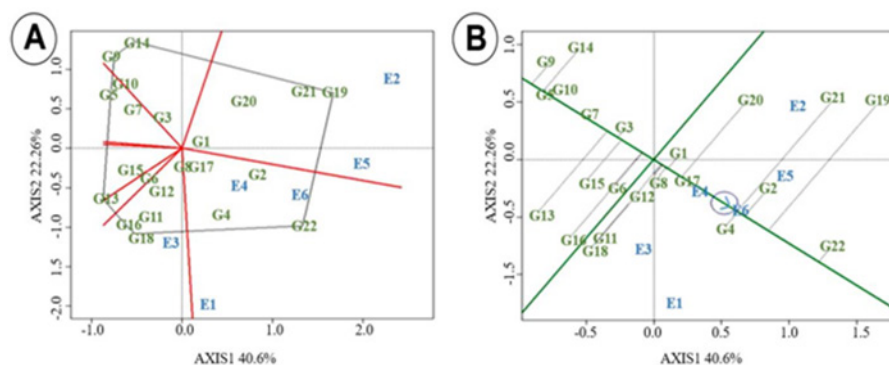 A
AXIS2 22.26%
1.0
0.5
0.0
-0.5
-1.0
-2.0
G14
G9
G10
G5
G7
G3
G20
G21
G19
E2
G1
G8
G17
E5
G15
G6
G12
G2
E4
E6
G13
G16
G11
G18
G4
G22
E3
E1
-1.0
0.0
1.0
2.0
AXIS1 40.6%
B
AXIS2 22.26%
1.0
0.5
0.0
-0.5
-1.5
G9
G14
G5
G10
G7
G3
G20
E2
G21
G19
G1
G15
G6
G8
G17
E5
G12
E4
G2
G13
E6
G4
G16
G11
G18
E3
G22
E1
-0.5
0.0
0.5
1.0
1.5
AXIS1 40.6%